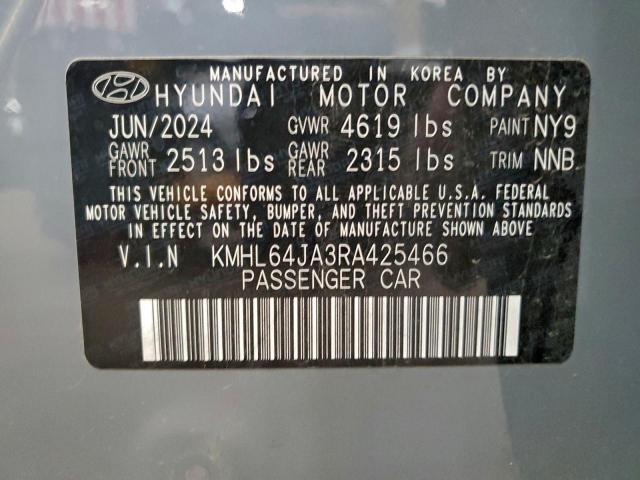 MANUFACTURED IN KOREA BY
HYUNDAI MOTOR COMPANY
JUN/2024 GVWR 4619 lbs PAINT NY9
GAWR FRONT 2513 lbs GAWR REAR 2315 lbs TRIM NNB
THIS VEHICLE CONFORMS TO ALL APPLICABLE U.S.A. FEDERAL
MOTOR VEHICLE SAFETY, BUMPER, AND THEFT PREVENTION
STANDARDS IN EFFECT ON THE DATE OF MANUFACTURE SHOWN ABOVE.
V.I.N KMHL64JA3RA425466
PASSENGER CAR